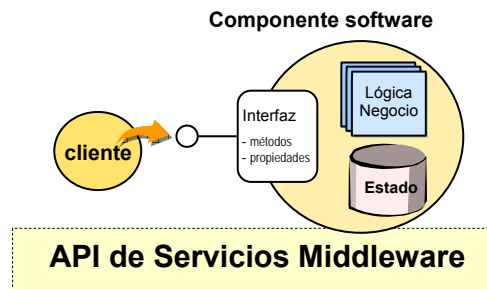 Componente software
cliente
Interfaz
- métodos
- propiedades
Lógica
Negocio
Estado
API de Servicios Middleware